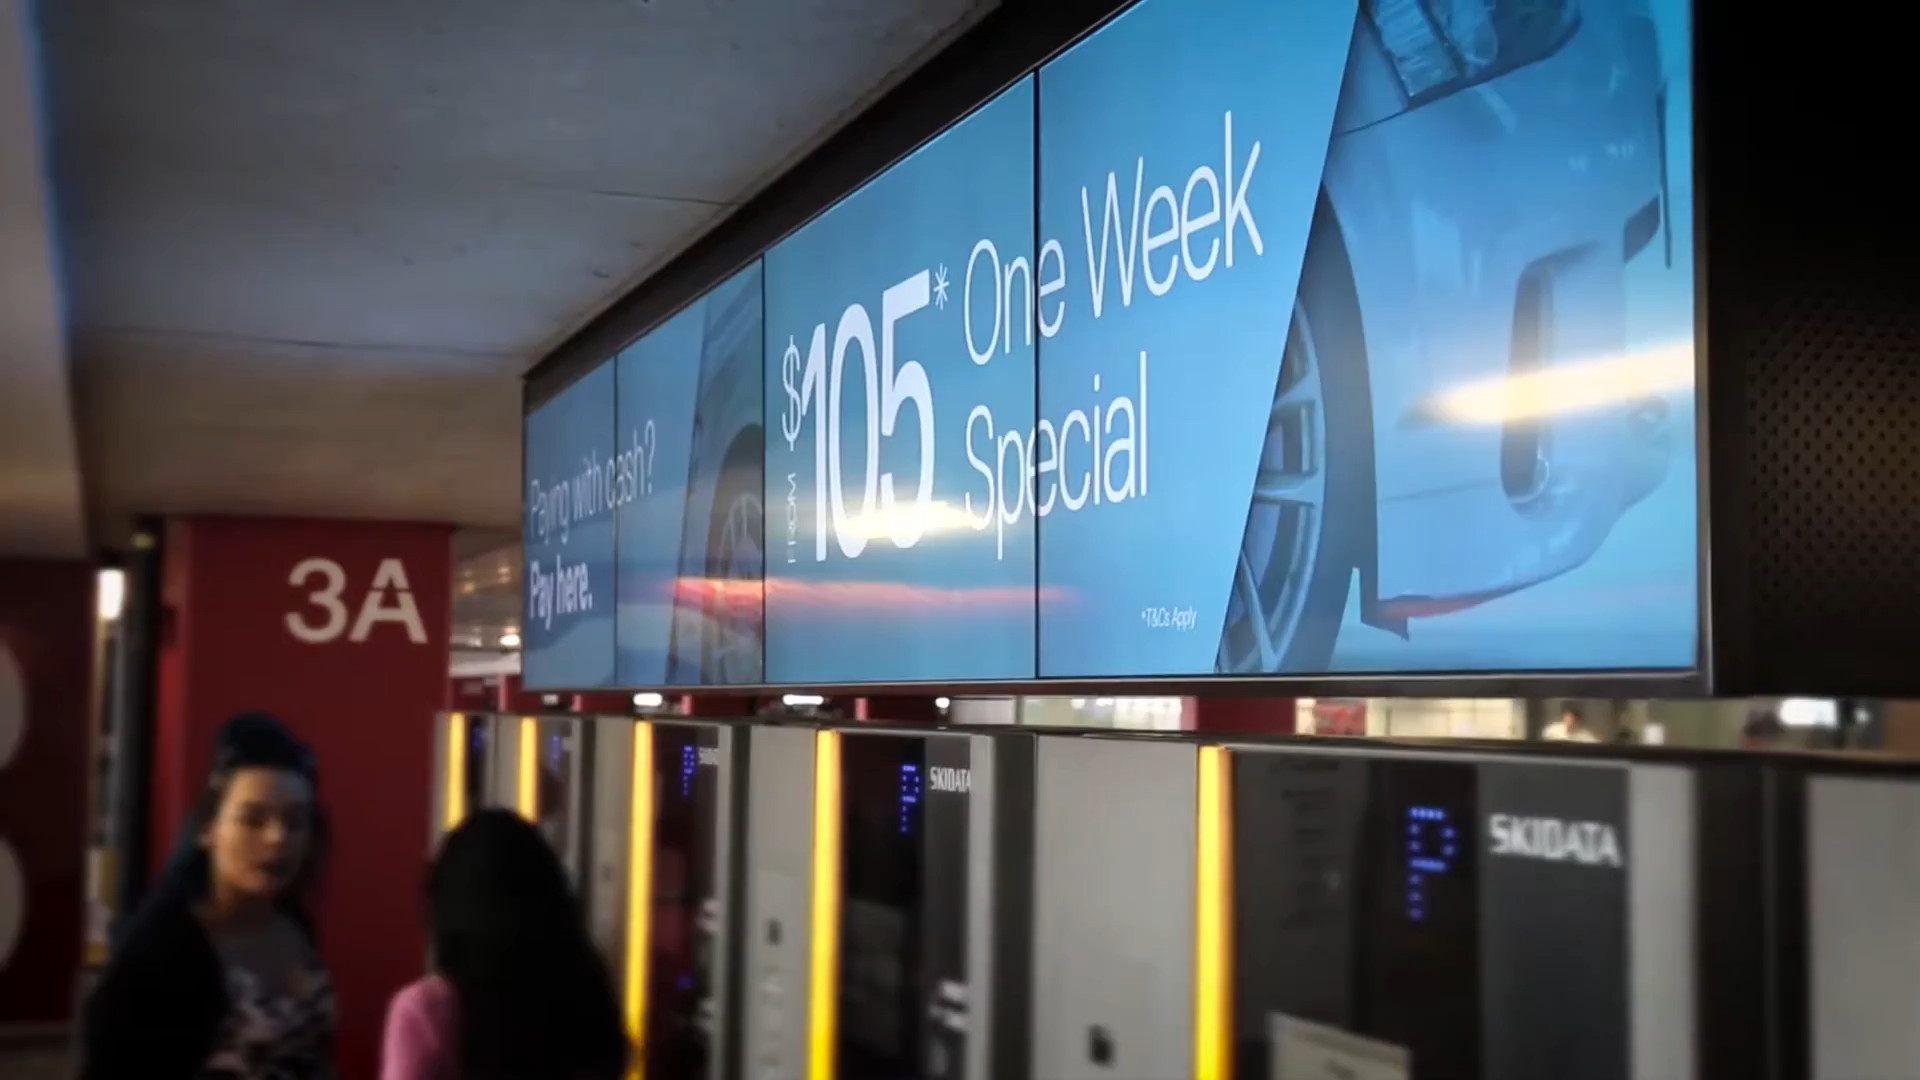 Paying with cash?
Pay here.
FROM $105* One Week
Special
*T&Cs Apply
3A
P SKIDATA
P SKIDATA
P